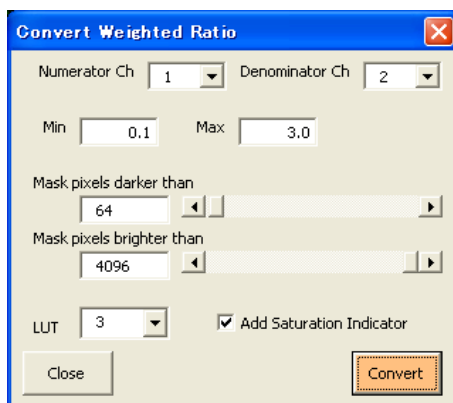 Convert Weighted Ratio
Numerator Ch 1 Denominator Ch 2
Min 0.1 Max 3.0
Mask pixels darker than
64
Mask pixels brighter than
4096
LUT 3 Add Saturation Indicator
Close Convert